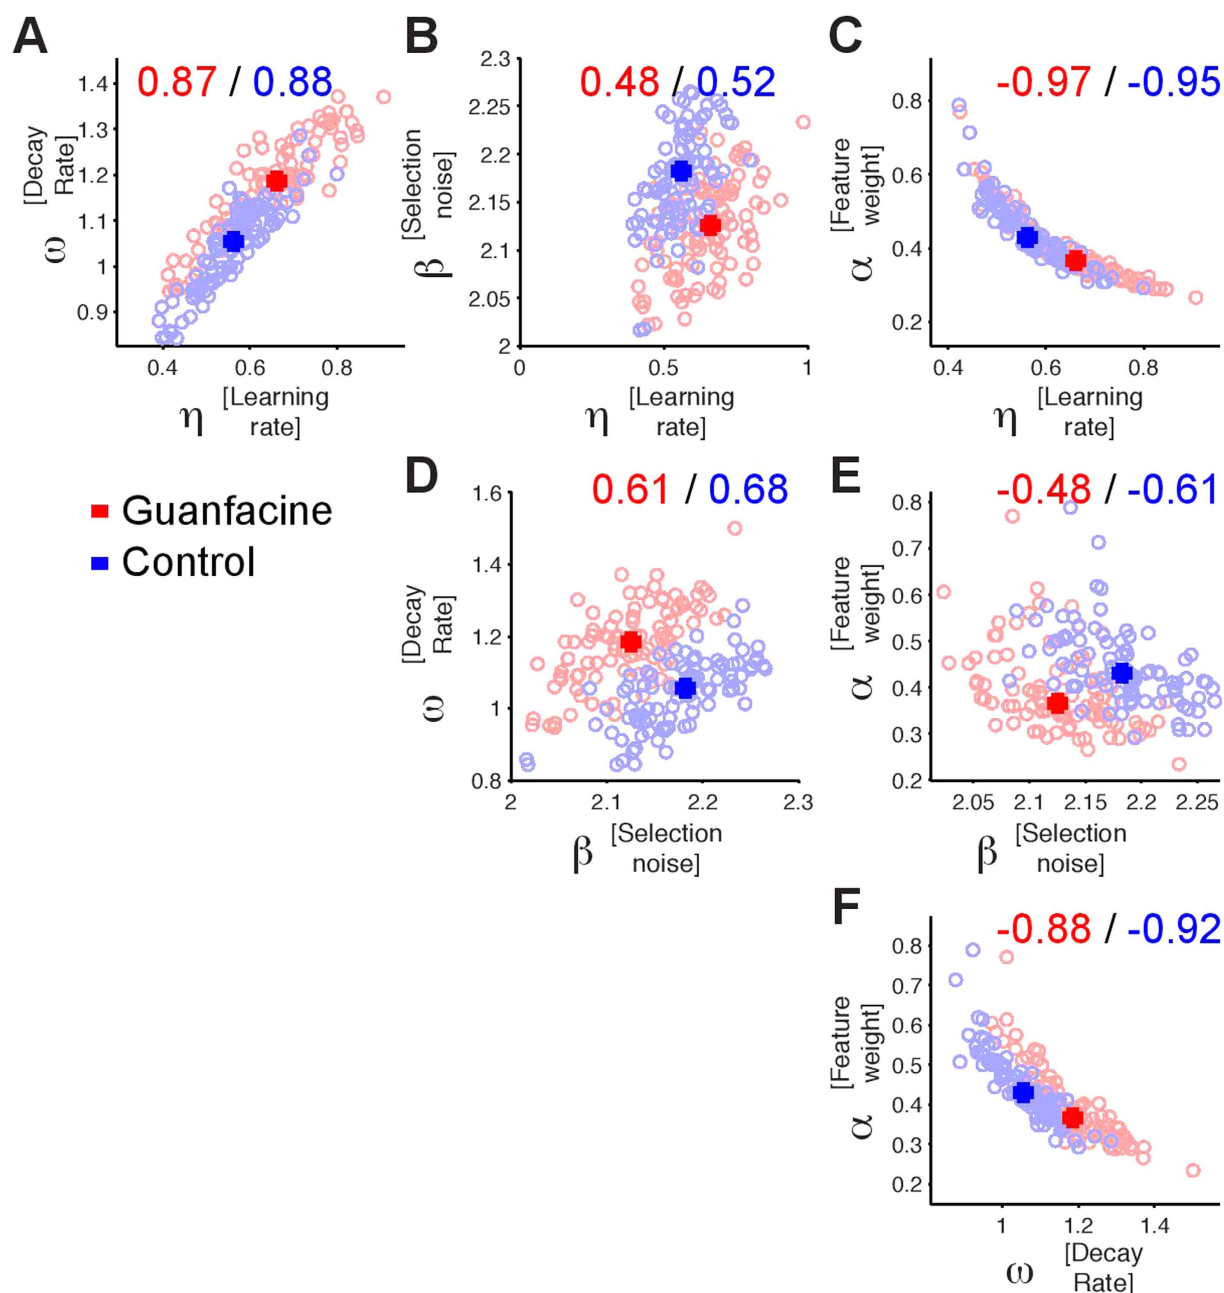 A
0.87 / 0.88
ω
[Decay
Rate]
1.4
1.3
1.2
1.1
1
0.9
0.4
0.6
0.8
η
[Learning
rate]
B
0.48 / 0.52
β
[Selection
noise]
2.3
2.25
2.2
2.15
2.1
2.05
2
0
0.5
1
η
[Learning
rate]
C
-0.97 / -0.95
α
[Feature
weight]
0.8
0.6
0.4
0.2
0.4
0.6
0.8
η
[Learning
rate]
Guanfacine
Control
D
0.61 / 0.68
ω
[Decay
Rate]
1.6
1.4
1.2
1
0.8
2
2.1
2.2
2.3
β
[Selection
noise]
E
-0.48 / -0.61
α
[Feature
weight]
0.8
0.7
0.6
0.5
0.4
0.3
0.2
2.05
2.1
2.15
2.2
2.25
β
[Selection
noise]
F
-0.88 / -0.92
α
[Feature
weight]
0.8
0.7
0.6
0.5
0.4
0.3
0.2
1
1.2
1.4
ω
[Decay
Rate]